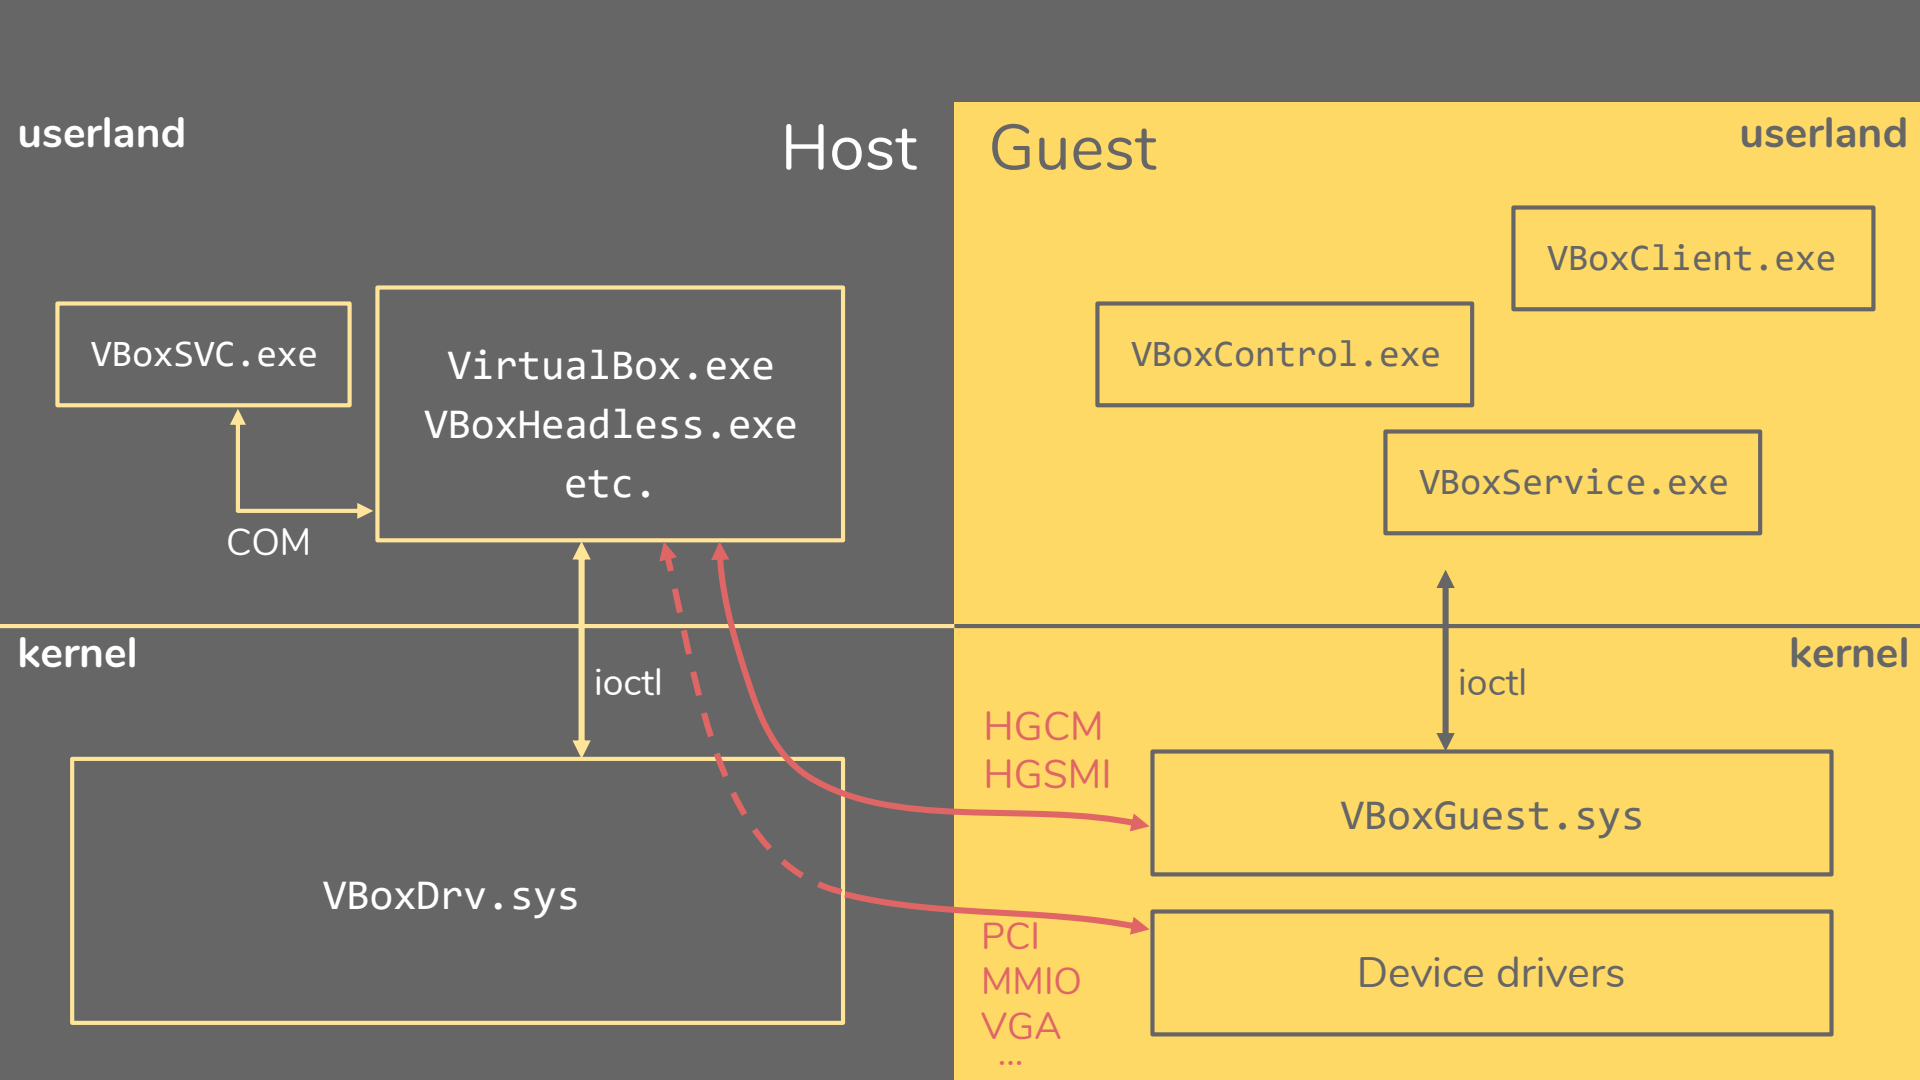 userland
Host
VBoxSVC.exe
VirtualBox.exe
VBoxHeadless.exe
etc.
COM
kernel
ioctl
VBoxDrv.sys
Guest
userland
VBoxClient.exe
VBoxControl.exe
VBoxService.exe
kernel
ioctl
HGCM
HGSMI
VBoxGuest.sys
PCI
MMIO
VGA
...
Device drivers